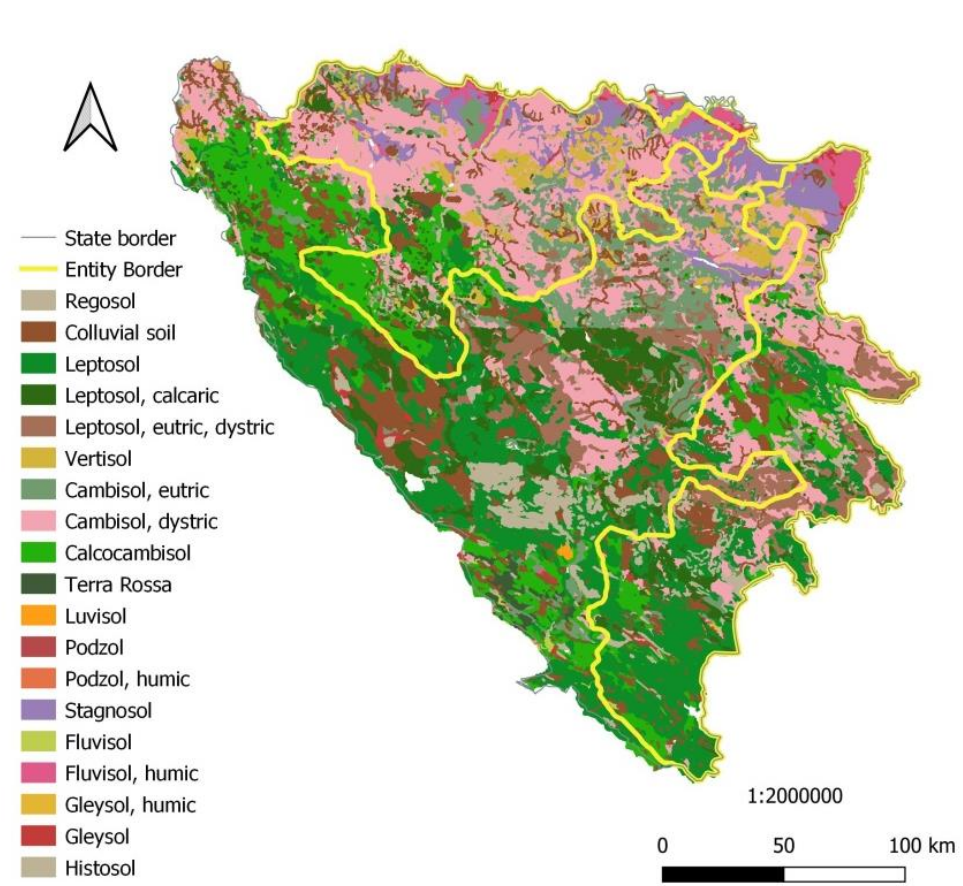 State border
Entity Border
Regosol
Colluvial soil
Leptosol
Leptosol, calcaric
Leptosol, eutric, dystric
Vertisol
Cambisol, eutric
Cambisol, dystric
Calcocambisol
Terra Rossa
Luvisol
Podzol
Podzol, humic
Stagnosol
Fluvisol
Fluvisol, humic
Gleysol, humic
Gleysol
Histosol
1:2000000
0 50 100 km